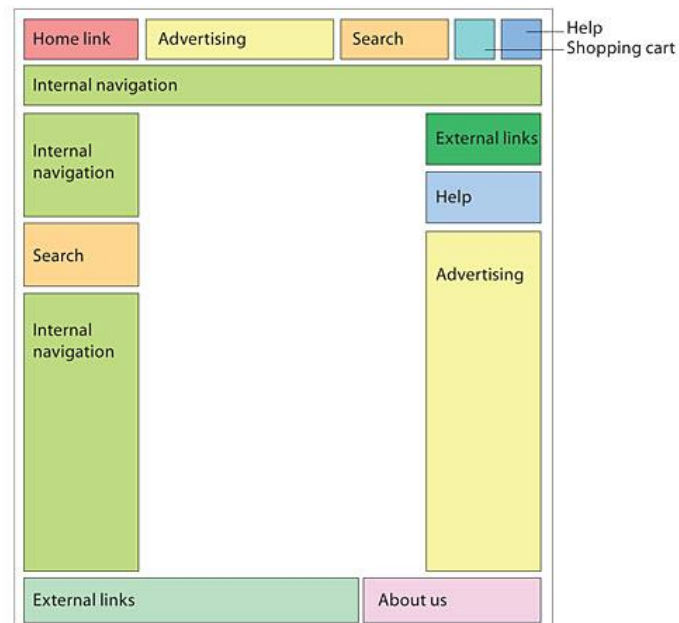 Home link
Advertising
Search
Help
Shopping cart
Internal navigation
Internal
navigation
External links
Help
Search
Advertising
Internal
navigation
External links
About us